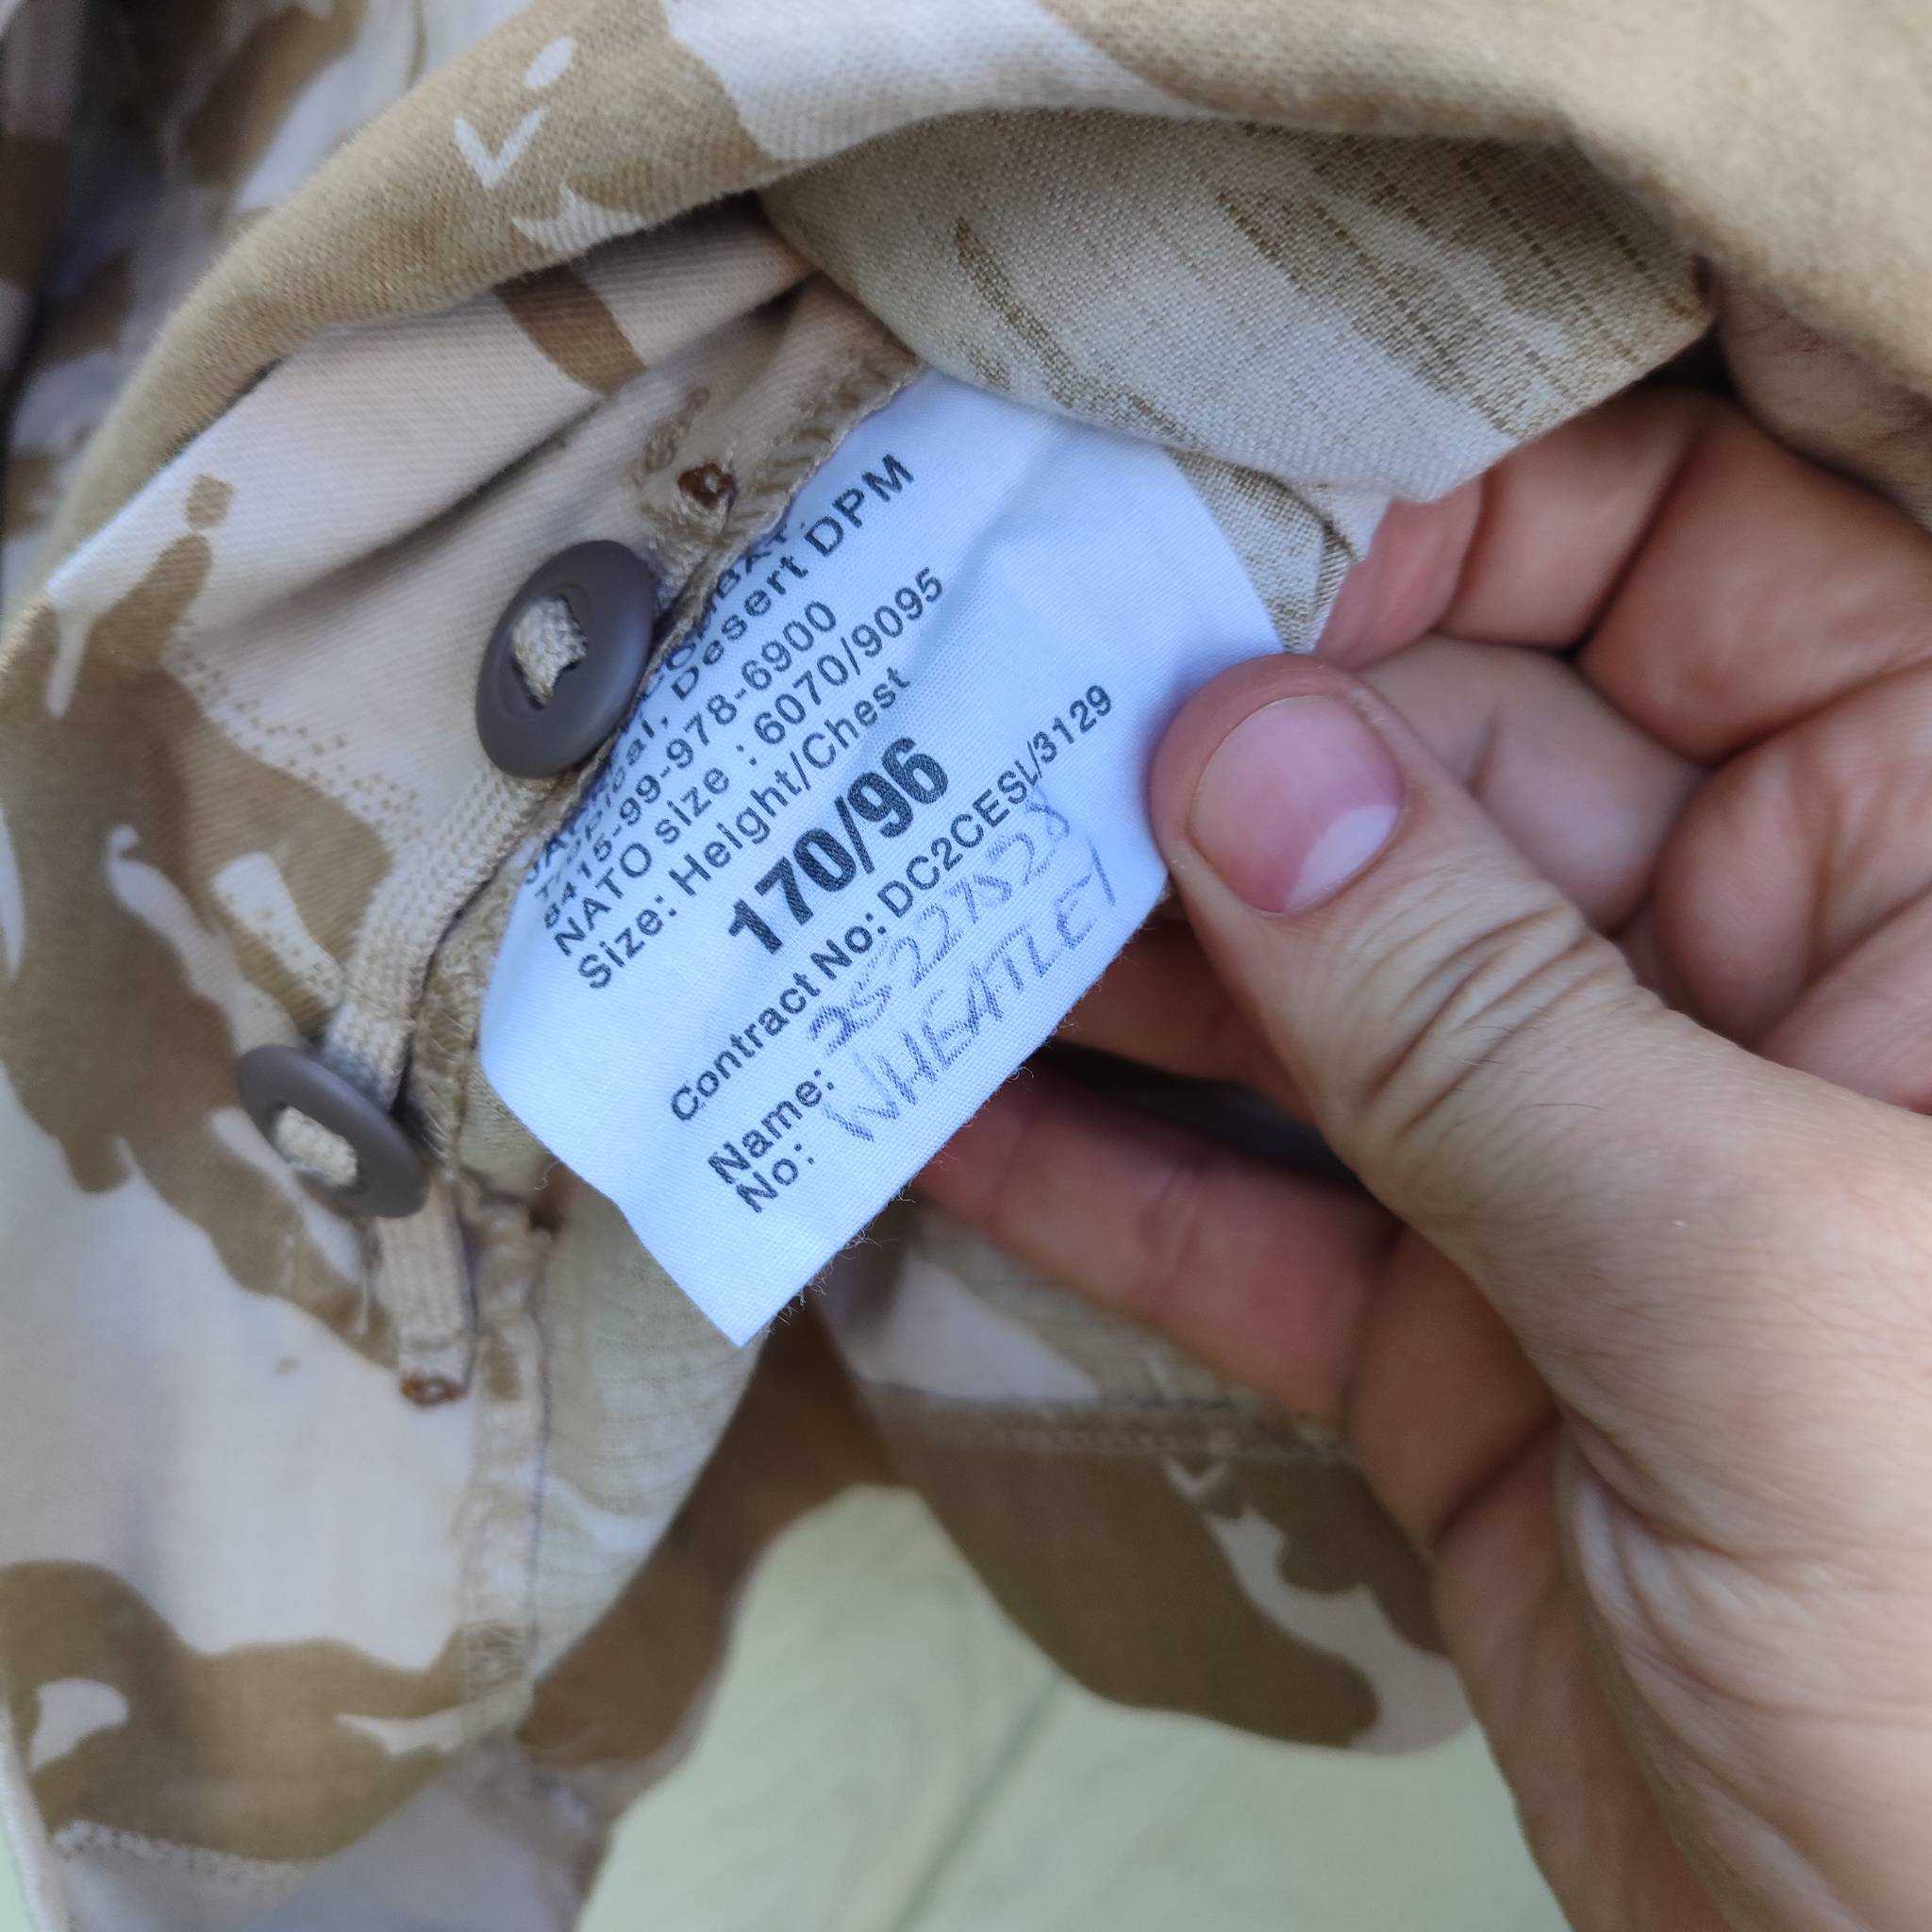 Desert DPM
8415-99-978-6900
NATO size : 6070/9095
Size: Height/Chest
170/96
Contract No: DC2CESL/3129
Name:
No: WHEATLEY